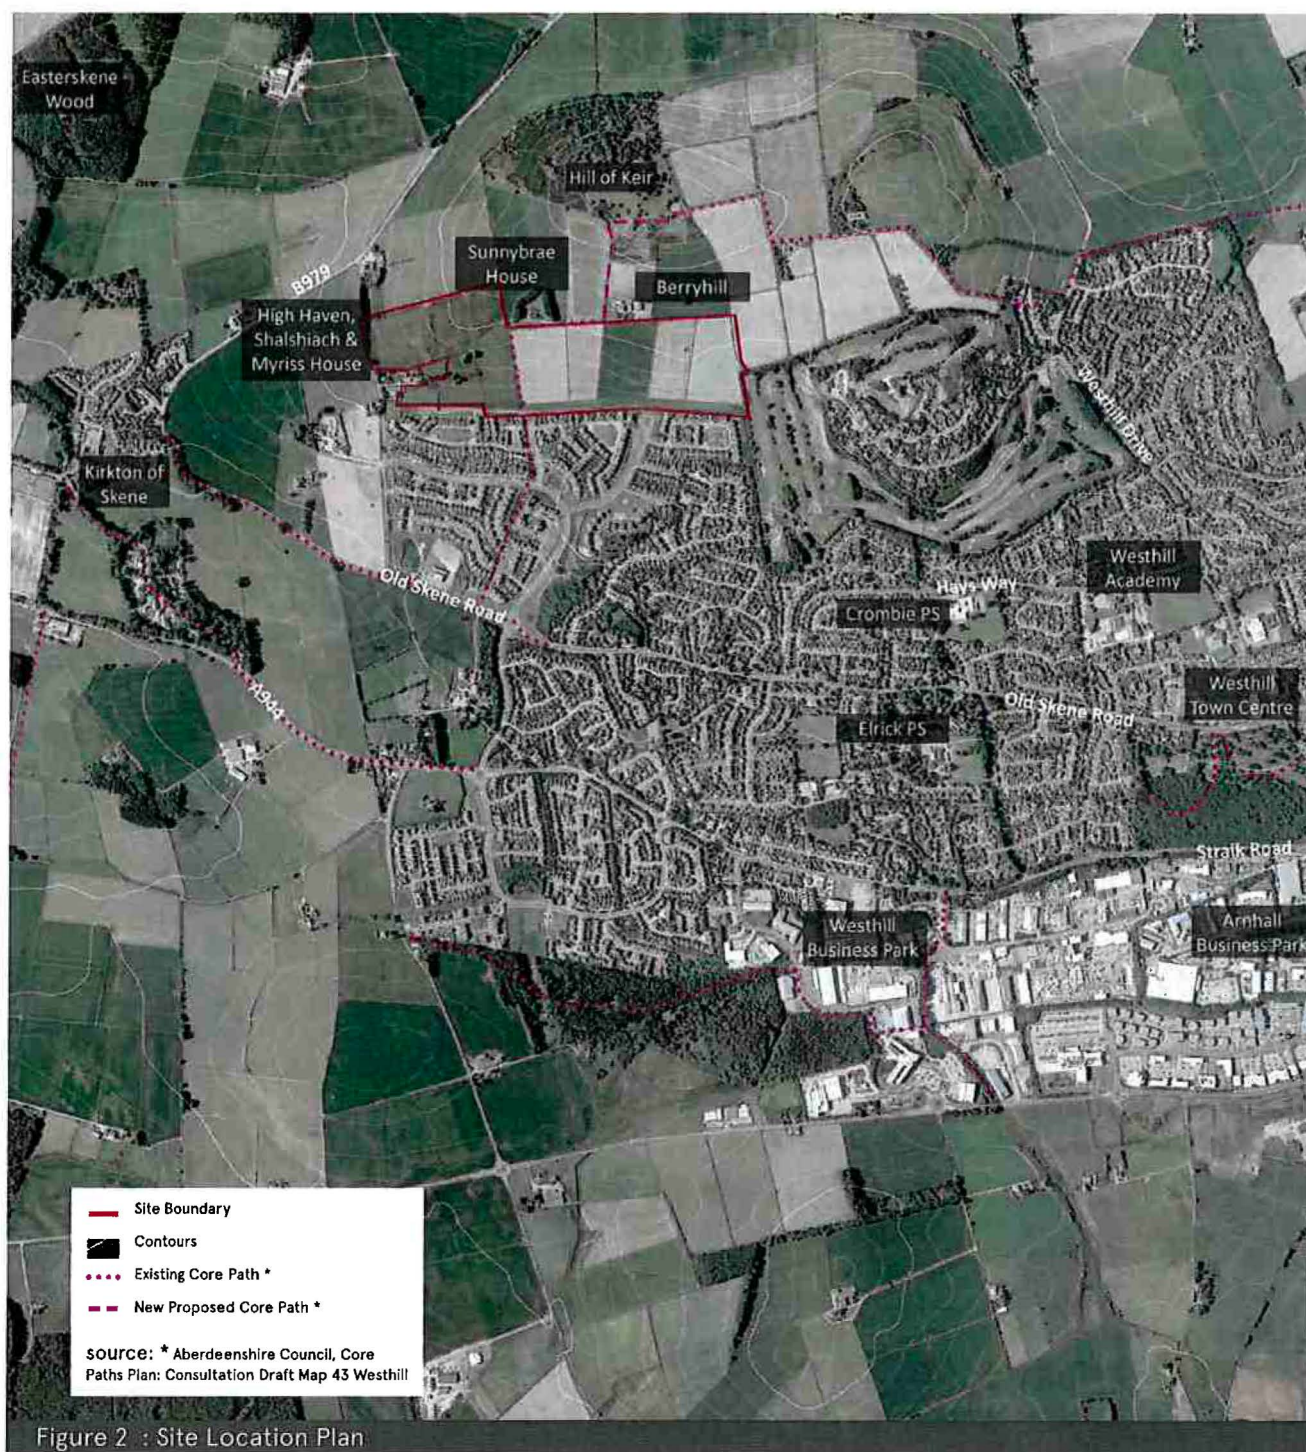 Easterskene
Wood
Hill of Keir
Sunnybrae
House
B979
Berryhill
High Haven,
Shalshiach &
Myriss House
Westhill Drive
Kirkton of
Skene
Westhill
Academy
Old Skene Road
Hays Way
Crombie PS
Westhill
Town Centre
A944
Old Skene Road
Elrick PS
Straik Road
Westhill
Business Park
Arnhall
Business Park
Site Boundary
Contours
Existing Core Path *
New Proposed Core Path *
source: * Aberdeenshire Council, Core
Paths Plan: Consultation Draft Map 43 Westhill
Figure 2 : Site Location Plan